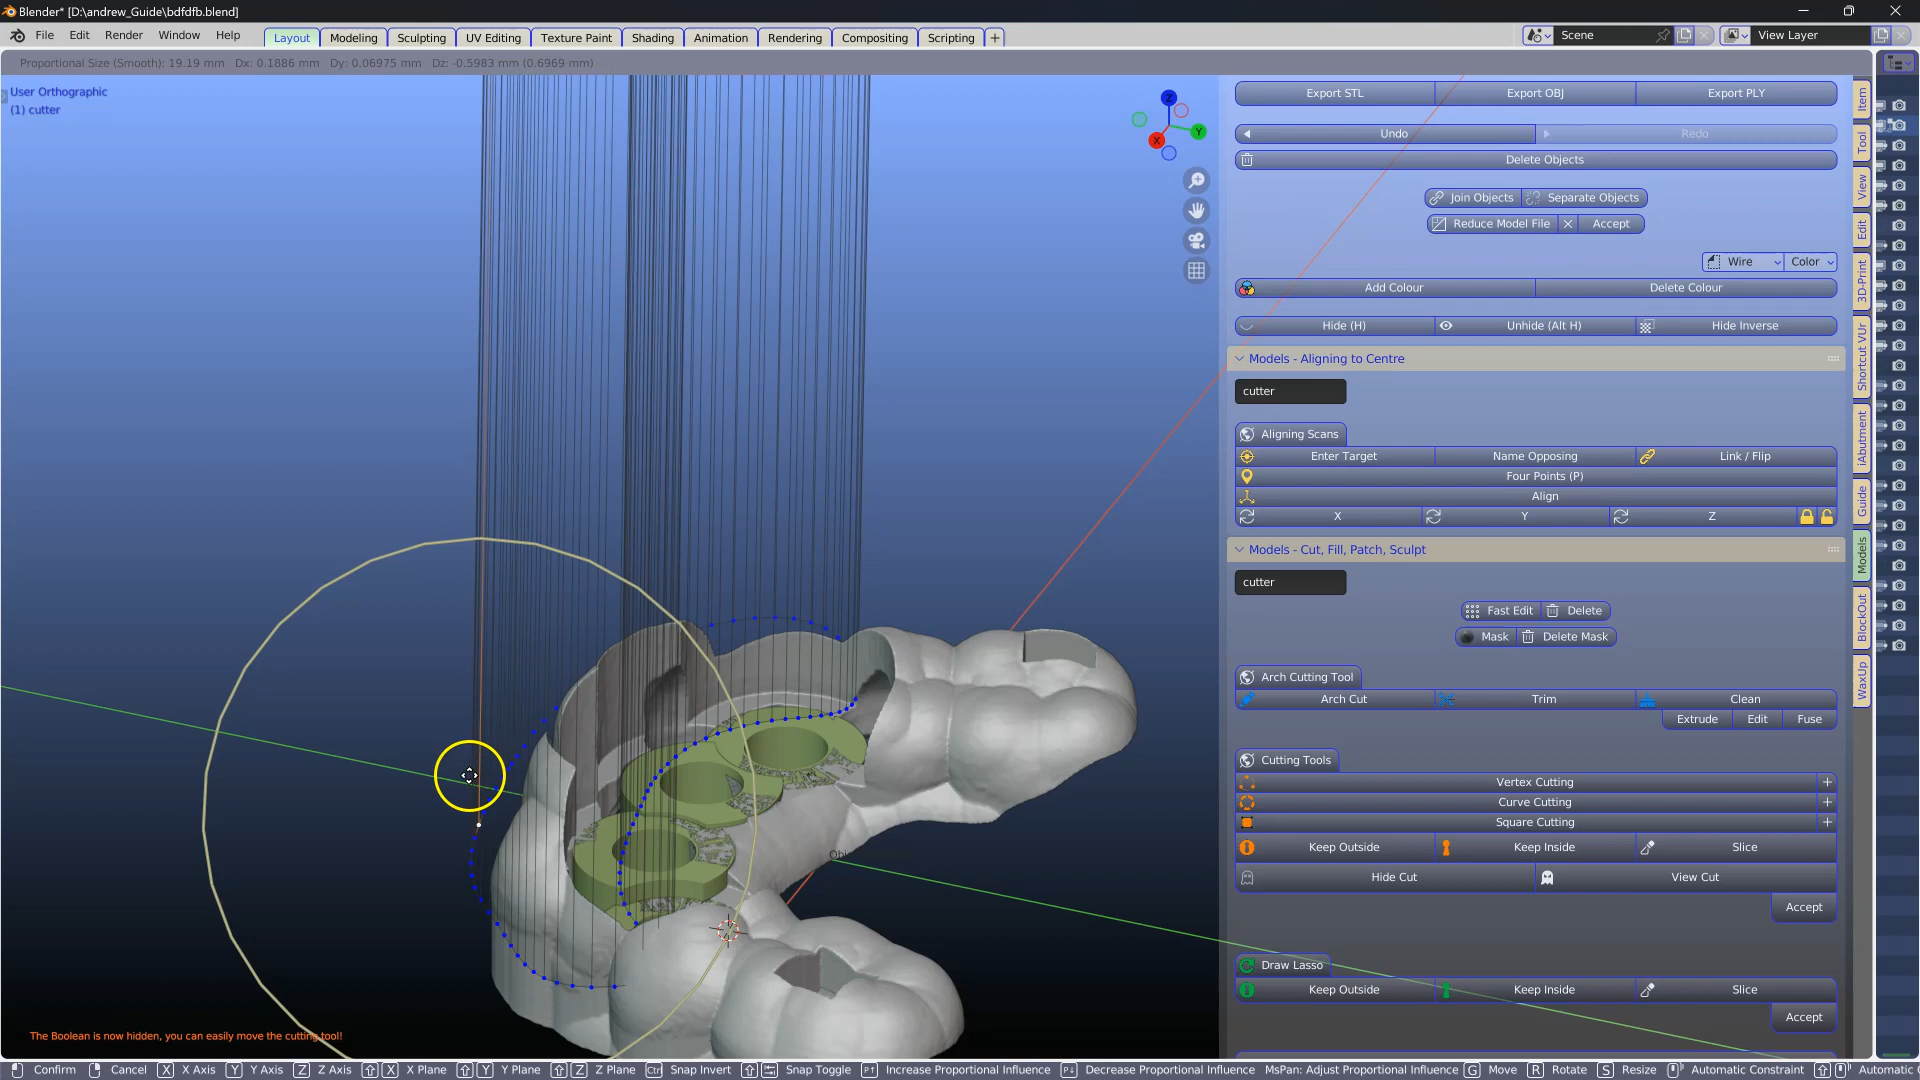 Blender* [D:\andrew_Guide\bdfdfb.blend]
File Edit Render Window Help Layout Modeling Sculpting UV Editing Texture Paint Shading Animation Rendering Compositing Scripting Scene View Layer
Proportional Size (Smooth): 19.19 mm Dx: 0.1886 mm Dy: 0.06975 mm Dz: -0.5983 mm (0.6969 mm)
User Orthographic
(1) cutter
Z
Y
X
Export STL Export OBJ Export PLY
Undo Redo
Delete Objects
Join Objects Separate Objects
Reduce Model File Accept
Wire Color
Add Colour Delete Colour
Hide (H) Unhide (Alt H) Hide Inverse
Models - Aligning to Centre
cutter
Aligning Scans
Enter Target Name Opposing Link / Flip
Four Points (P)
Align
X Y Z
Models - Cut, Fill, Patch, Sculpt
cutter
Fast Edit Delete
Mask Delete Mask
Arch Cutting Tool
Arch Cut Trim Clean
Extrude Edit Fuse
Cutting Tools
Vertex Cutting
Curve Cutting
Square Cutting
Keep Outside Keep Inside Slice
Hide Cut View Cut
Accept
Draw Lasso
Keep Outside Keep Inside Slice
Accept
Item
Tool
View
Edit
3D-Print
Shortcut VUr
iAbutment
Guide
Models
BlockOut
WaxUp
The Boolean is now hidden, you can easily move the cutting tool!
Confirm Cancel X X Axis Y Y Axis Z Z Axis X X Plane Y Y Plane Z Z Plane Ctrl Snap Invert Snap Toggle Increase Proportional Influence Decrease Proportional Influence MsPan: Adjust Proportional Influence G Move R Rotate S Resize Automatic Constraint Automatic